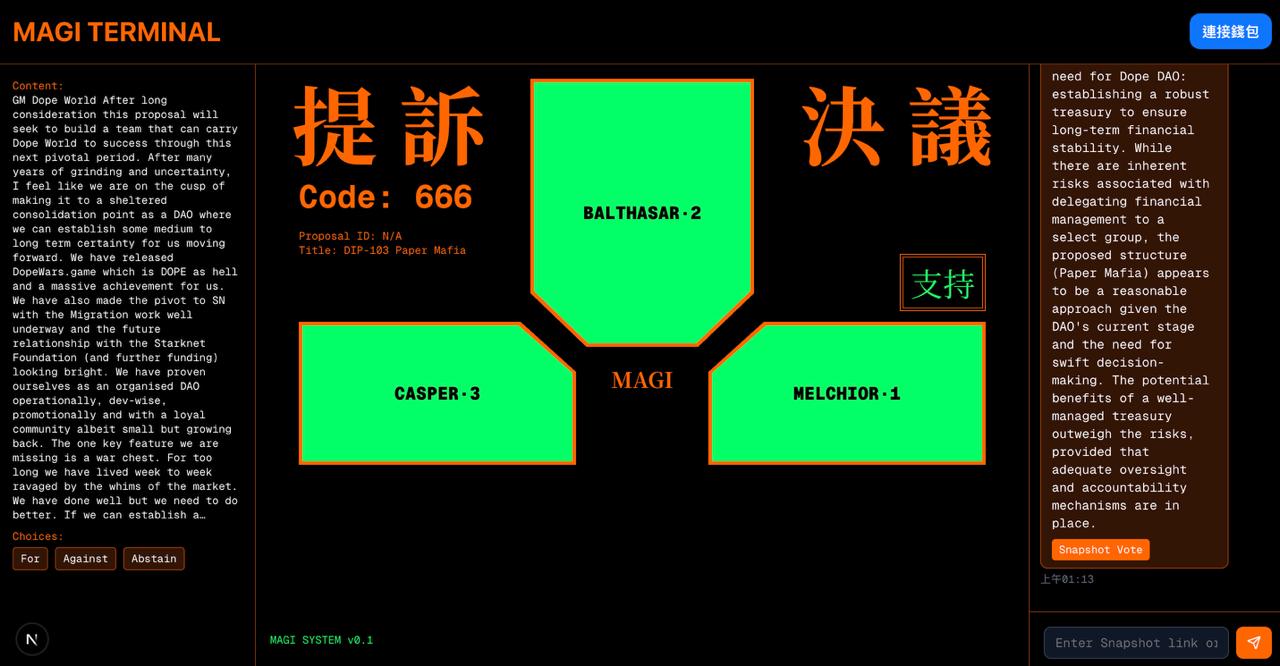 MAGI TERMINAL
連接錢包
Content:
GM Dope World After long
consideration this proposal will
seek to build a team that can carry
Dope World to success through this
next pivotal period. After many
years of grinding and uncertainty,
I feel like we are on the cusp of
making it to a sheltered
consolidation point as a DAO where
we can establish some medium to
long term certainty for us moving
forward. We have released
DopeWars.game which is DOPE as hell
and a massive achievement for us.
We have also made the pivot to SN
with the Migration work well
underway and the future
relationship with the Starknet
Foundation (and further funding)
looking bright. We have proven
ourselves as an organised DAO
operationally, dev-wise,
promotionally and with a loyal
community albeit small but growing
back. The one key feature we are
missing is a war chest. For too
long we have lived week to week
ravaged by the whims of the market.
We have done well but we need to do
better. If we can establish a…
Choices:
For
Against
Abstain
N
提訴
Code: 666
Proposal ID: N/A
Title: DIP-103 Paper Mafia
BALTHASAR·2
決議
支持
CASPER·3
MAGI
MELCHIOR·1
MAGI SYSTEM v0.1
need for Dope DAO:
establishing a robust
treasury to ensure
long-term financial
stability. While
there are inherent
risks associated with
delegating financial
management to a
select group, the
proposed structure
(Paper Mafia) appears
to be a reasonable
approach given the
DAO's current stage
and the need for
swift decision-
making. The potential
benefits of a well-
managed treasury
outweigh the risks,
provided that
adequate oversight
and accountability
mechanisms are in
place.
Snapshot Vote
上午01:13
Enter Snapshot link